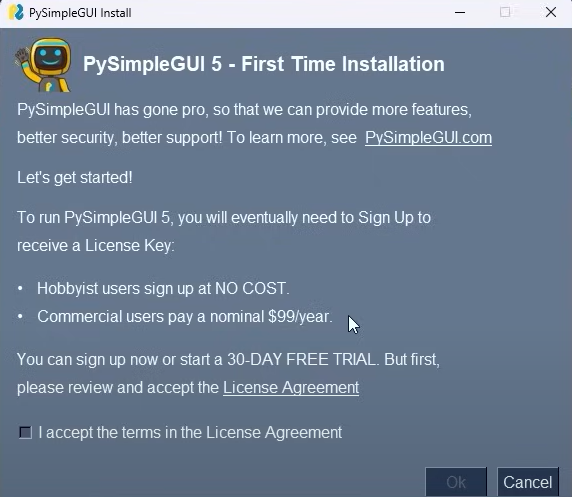 PySimpleGUI Install
PySimpleGUI 5 - First Time Installation
PySimpleGUI has gone pro, so that we can provide more features,
better security, better support! To learn more, see PySimpleGUI.com
Let's get started!
To run PySimpleGUI 5, you will eventually need to Sign Up to
receive a License Key:
• Hobbyist users sign up at NO COST.
• Commercial users pay a nominal $99/year.
You can sign up now or start a 30-DAY FREE TRIAL. But first,
please review and accept the License Agreement
I accept the terms in the License Agreement
Ok Cancel